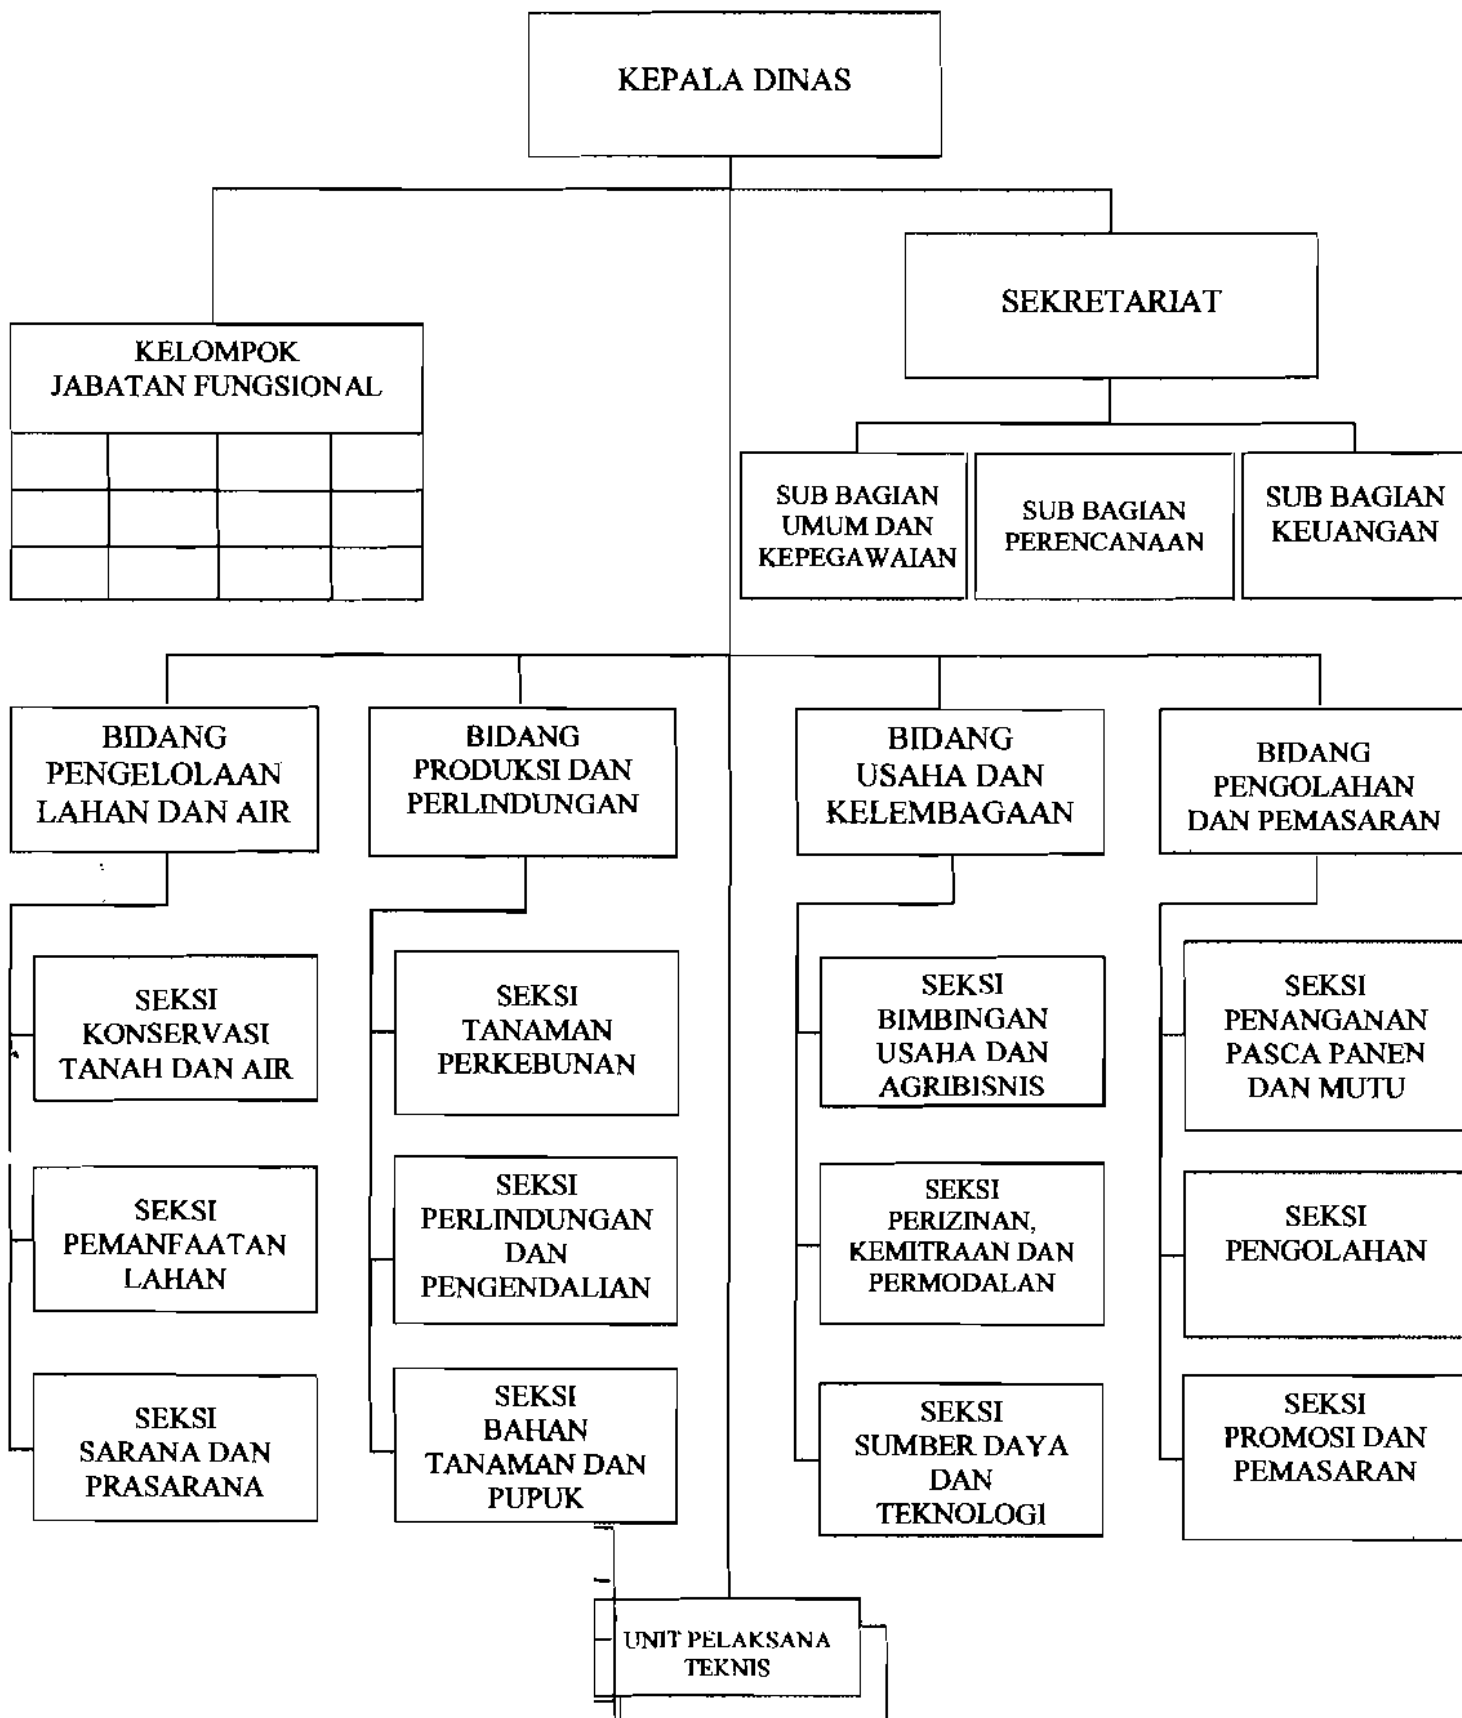 KEPALA DINAS
SEKRETARIAT
KELOMPOK
JABATAN FUNGSIONAL
SUB BAGIAN
UMUM DAN
KEPEGAWAIAN
SUB BAGIAN
PERENCANAAN
SUB BAGIAN
KEUANGAN
BIDANG
PENGELOLAAN
LAHAN DAN AIR
BIDANG
PRODUKSI DAN
PERLINDUNGAN
BIDANG
USAHA DAN
KELEMBAGAAN
BIDANG
PENGOLAHAN
DAN PEMASARAN
SEKSI
KONSERVASI
TANAH DAN AIR
SEKSI
TANAMAN
PERKEBUNAN
SEKSI
BIMBINGAN
USAHA DAN
AGRIBISNIS
SEKSI
PENANGANAN
PASCA PANEN
DAN MUTU
SEKSI
PEMANFAATAN
LAHAN
SEKSI
PERLINDUNGAN
DAN
PENGENDALIAN
SEKSI
PERIZINAN,
KEMITRAAN DAN
PERMODALAN
SEKSI
PENGOLAHAN
SEKSI
SARANA DAN
PRASARANA
SEKSI
BAHAN
TANAMAN DAN
PUPUK
SEKSI
SUMBER DAYA
DAN
TEKNOLOGI
SEKSI
PROMOSI DAN
PEMASARAN
UNIT PELAKSANA
TEKNIS